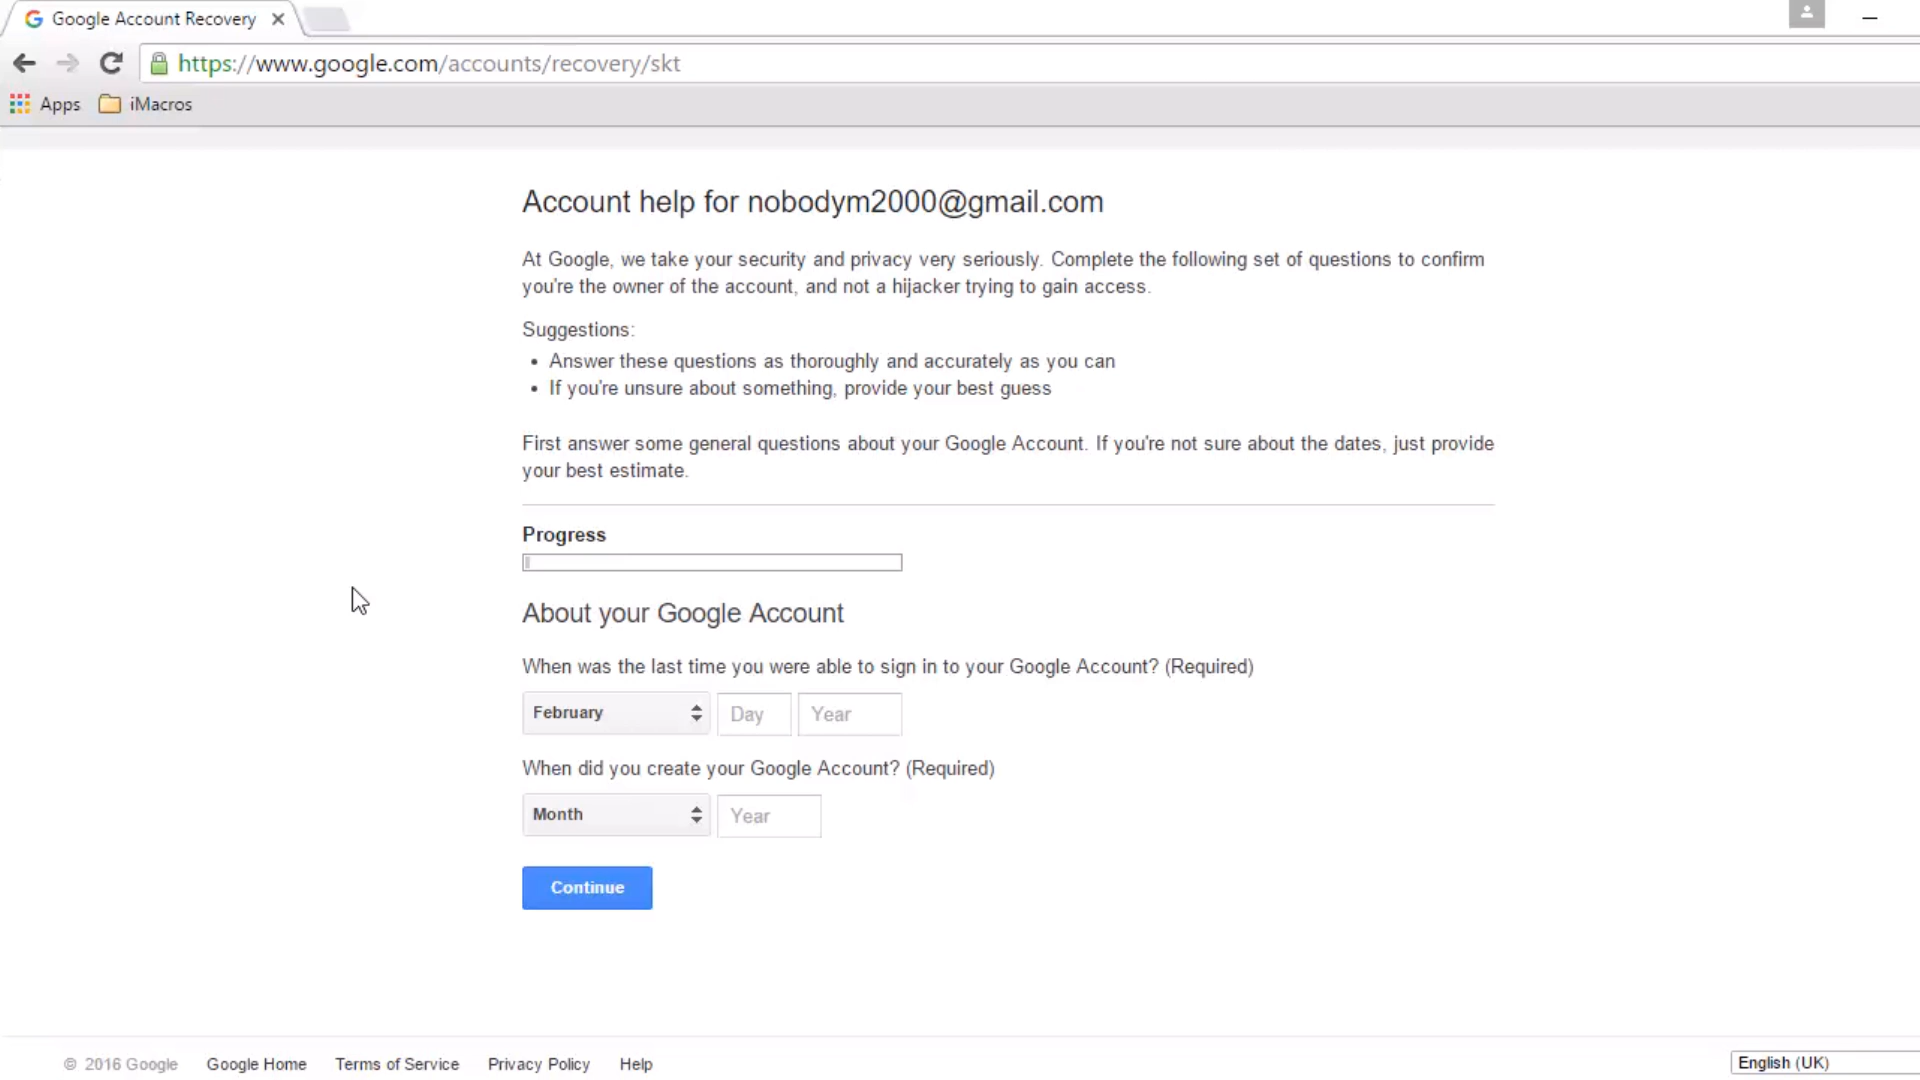 Google Account Recovery
https://www.google.com/accounts/recovery/skt
Apps iMacros
Account help for nobodym2000@gmail.com
At Google, we take your security and privacy very seriously. Complete the following set of questions to confirm
you're the owner of the account, and not a hijacker trying to gain access.
Suggestions:
• Answer these questions as thoroughly and accurately as you can
• If you're unsure about something, provide your best guess
First answer some general questions about your Google Account. If you're not sure about the dates, just provide
your best estimate.
Progress
About your Google Account
When was the last time you were able to sign in to your Google Account? (Required)
February Day Year
When did you create your Google Account? (Required)
Month Year
Continue
© 2016 Google Google Home Terms of Service Privacy Policy Help English (UK)